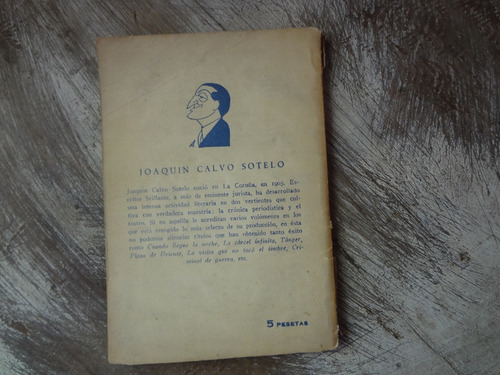 JOAQUIN CALVO SOTELO
Joaquín Calvo Sotelo nació en La Coruña, en 1905. Es-
critor brillante, a más de eminente jurista, ha desarrollado
una intensa actividad literaria en dos vertientes que cul-
tiva con verdadera maestría: la crónica periodística y el
teatro. Si en aquélla le acreditan varios volúmenes en los
que está recogido lo más selecto de su producción, en ésta
no podemos silenciar títulos que han obtenido tanto éxito
como Cuando llegue la noche, La cárcel infinita, Tánger,
Plaza de Oriente, La visita que no tocó el timbre, Cri-
minal de guerra, etc.
5 PESETAS